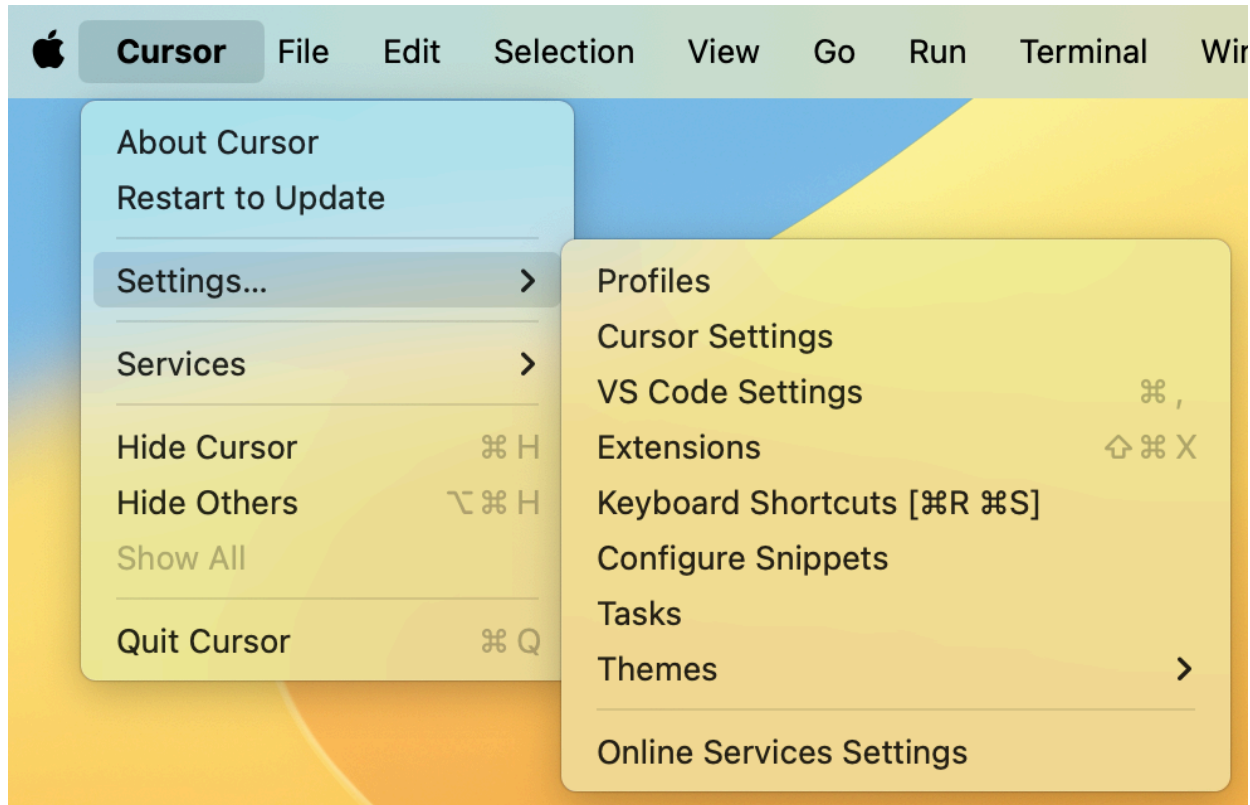 Cursor File Edit Selection View Go Run Terminal
About Cursor
Restart to Update
Settings...
Services
Hide Cursor ⌘ H
Hide Others ⌥ ⌘ H
Show All
Quit Cursor ⌘ Q
Profiles
Cursor Settings
VS Code Settings ⌘ ,
Extensions ⇧ ⌘ X
Keyboard Shortcuts [⌘R ⌘S]
Configure Snippets
Tasks
Themes
Online Services Settings